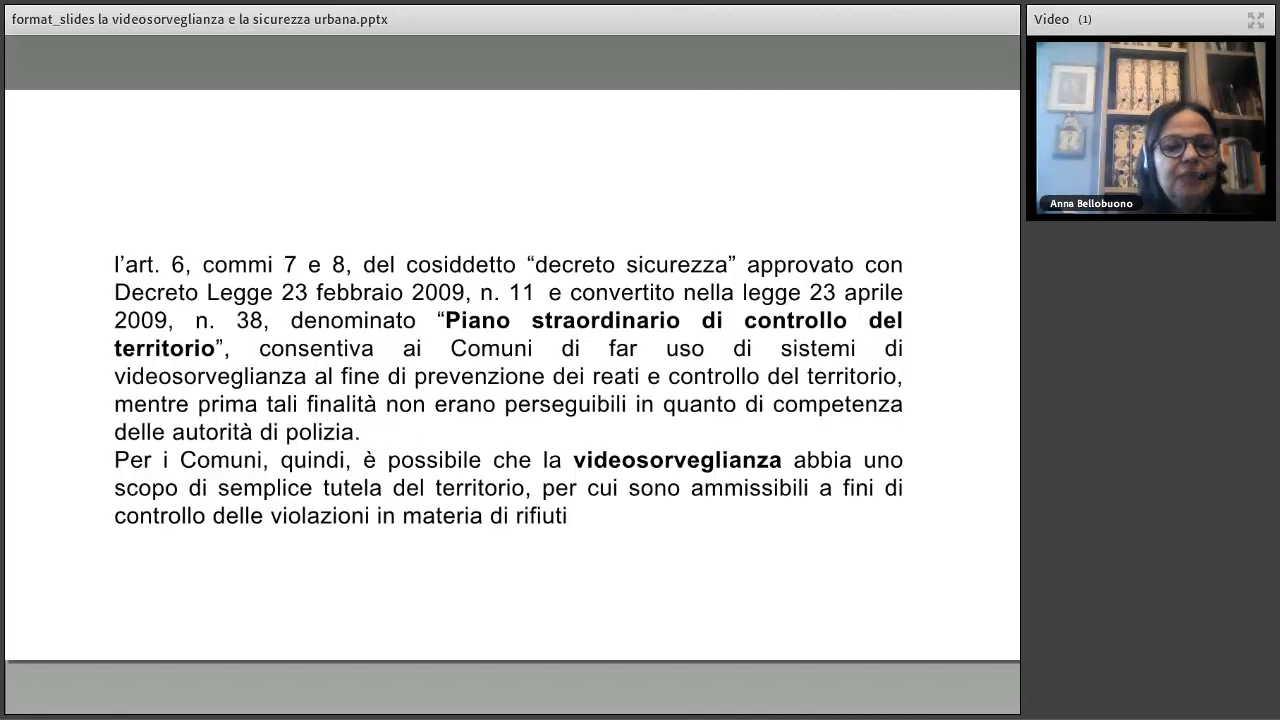 format_slides la videosorveglianza e la sicurezza urbana.pptx
Video (1)
Anna Bellobuono
l’art. 6, commi 7 e 8, del cosiddetto “decreto sicurezza” approvato con
Decreto Legge 23 febbraio 2009, n. 11 e convertito nella legge 23 aprile
2009, n. 38, denominato “Piano straordinario di controllo del
territorio”, consentiva ai Comuni di far uso di sistemi di
videosorveglianza al fine di prevenzione dei reati e controllo del territorio,
mentre prima tali finalità non erano perseguibili in quanto di competenza
delle autorità di polizia.
Per i Comuni, quindi, è possibile che la videosorveglianza abbia uno
scopo di semplice tutela del territorio, per cui sono ammissibili a fini di
controllo delle violazioni in materia di rifiuti